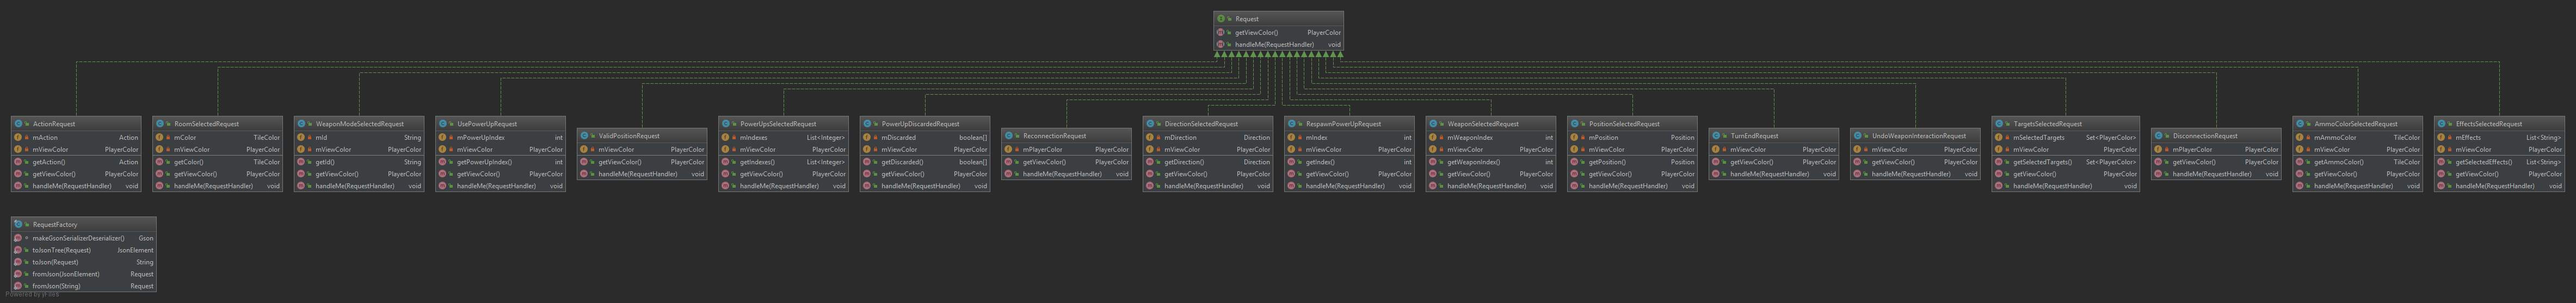 Request
getViewColor() PlayerColor
handleMe(RequestHandler) void
ActionRequest
mAction Action
mViewColor PlayerColor
getAction() Action
getViewColor() PlayerColor
handleMe(RequestHandler) void
RoomSelectedRequest
mColor TileColor
mViewColor PlayerColor
getColor() TileColor
getViewColor() PlayerColor
handleMe(RequestHandler) void
WeaponModeSelectedRequest
mId String
mViewColor PlayerColor
getId() String
getViewColor() PlayerColor
handleMe(RequestHandler) void
UsePowerUpRequest
mPowerUpIndex int
mViewColor PlayerColor
getPowerUpIndex() int
getViewColor() PlayerColor
handleMe(RequestHandler) void
ValidPositionRequest
mViewColor PlayerColor
getViewColor() PlayerColor
handleMe(RequestHandler) void
PowerUpsSelectedRequest
mIndexes List<Integer>
mViewColor PlayerColor
getIndexes() List<Integer>
getViewColor() PlayerColor
handleMe(RequestHandler) void
PowerUpDiscardedRequest
mDiscarded boolean[]
mViewColor PlayerColor
getDiscarded() boolean[]
getViewColor() PlayerColor
handleMe(RequestHandler) void
ReconnectionRequest
mPlayerColor PlayerColor
getViewColor() PlayerColor
handleMe(RequestHandler) void
DirectionSelectedRequest
mDirection Direction
mViewColor PlayerColor
getDirection() Direction
getViewColor() PlayerColor
handleMe(RequestHandler) void
RespawnPowerUpRequest
mIndex int
mViewColor PlayerColor
getIndex() int
getViewColor() PlayerColor
handleMe(RequestHandler) void
WeaponSelectedRequest
mWeaponIndex int
mViewColor PlayerColor
getWeaponIndex() int
getViewColor() PlayerColor
handleMe(RequestHandler) void
PositionSelectedRequest
mPosition Position
mViewColor PlayerColor
getPosition() Position
getViewColor() PlayerColor
handleMe(RequestHandler) void
TurnEndRequest
mViewColor PlayerColor
getViewColor() PlayerColor
handleMe(RequestHandler) void
UndoWeaponInteractionRequest
mViewColor PlayerColor
getViewColor() PlayerColor
handleMe(RequestHandler) void
TargetsSelectedRequest
mSelectedTargets Set<PlayerColor>
mViewColor PlayerColor
getSelectedTargets() Set<PlayerColor>
getViewColor() PlayerColor
handleMe(RequestHandler) void
DisconnectionRequest
mPlayerColor PlayerColor
getViewColor() PlayerColor
handleMe(RequestHandler) void
AmmoColorSelectedRequest
mAmmoColor TileColor
mViewColor PlayerColor
getAmmoColor() TileColor
getViewColor() PlayerColor
handleMe(RequestHandler) void
EffectsSelectedRequest
mEffects List<String>
mViewColor PlayerColor
getSelectedEffects() List<String>
getViewColor() PlayerColor
handleMe(RequestHandler) void
RequestFactory
makeGsonSerializerDeserializer() Gson
toJsonTree(Request) JsonElement
toJson(Request) String
fromJson(JsonElement) Request
fromJson(String) Request
Powered by yFiles